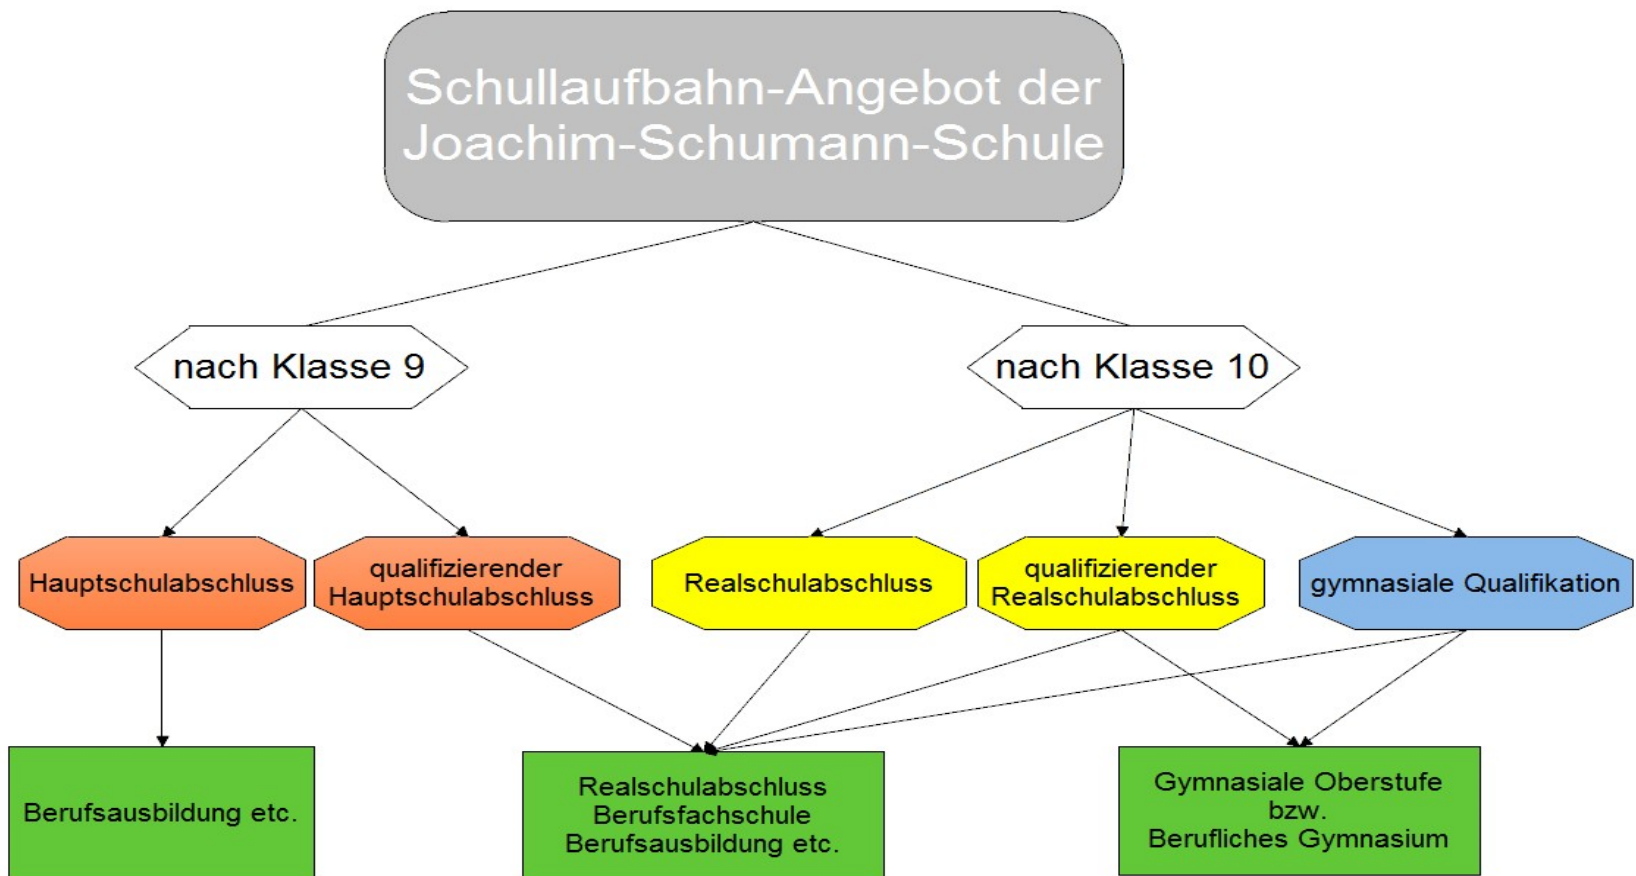 Schullaufbahn-Angebot der
Joachim-Schumann-Schule
nach Klasse 9
nach Klasse 10
Hauptschulabschluss
qualifizierender
Hauptschulabschluss
Realschulabschluss
qualifizierender
Realschulabschluss
gymnasiale Qualifikation
Berufsausbildung etc.
Realschulabschluss
Berufsfachschule
Berufsausbildung etc.
Gymnasiale Oberstufe
bzw.
Berufliches Gymnasium